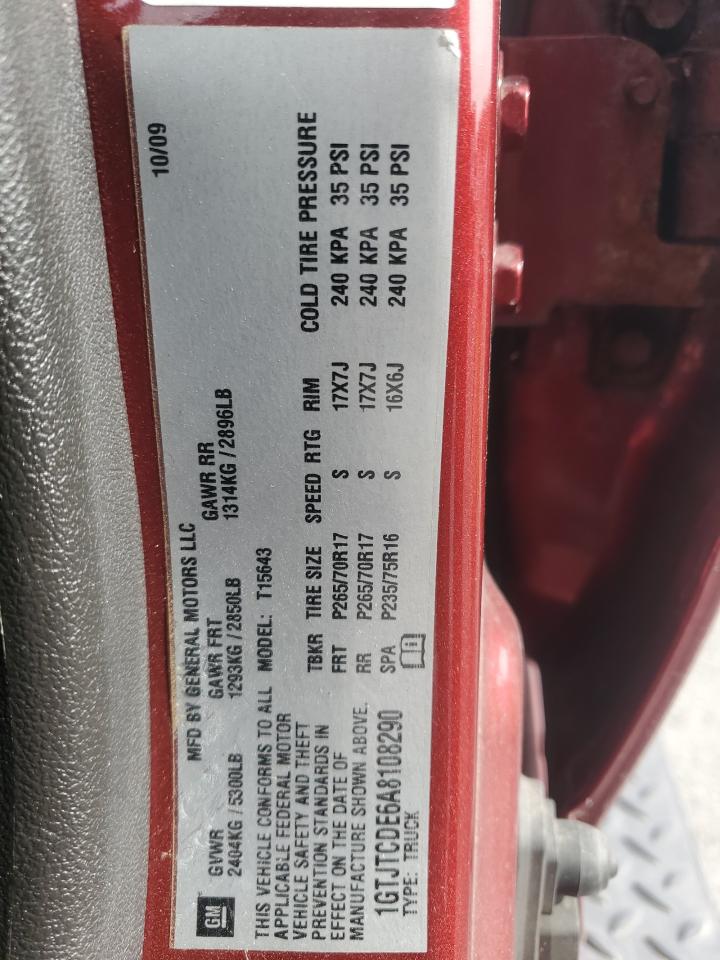 MFD BY GENERAL MOTORS LLC 10/09
GM
GVWR GAWR FRT GAWR RR
2404KG / 5300LB 1293KG / 2850LB 1314KG / 2896LB
THIS VEHICLE CONFORMS TO ALL
APPLICABLE FEDERAL MOTOR
VEHICLE SAFETY AND THEFT
PREVENTION STANDARDS IN
EFFECT ON THE DATE OF
MANUFACTURE SHOWN ABOVE.
1GTJTCDE6A8108290
TYPE: TRUCK
MODEL: T15643
TBKR TIRE SIZE SPEED RTG RIM COLD TIRE PRESSURE
FRT P265/70R17 S 17X7J 240 KPA 35 PSI
RR P265/70R17 S 17X7J 240 KPA 35 PSI
SPA P235/75R16 S 16X6J 240 KPA 35 PSI